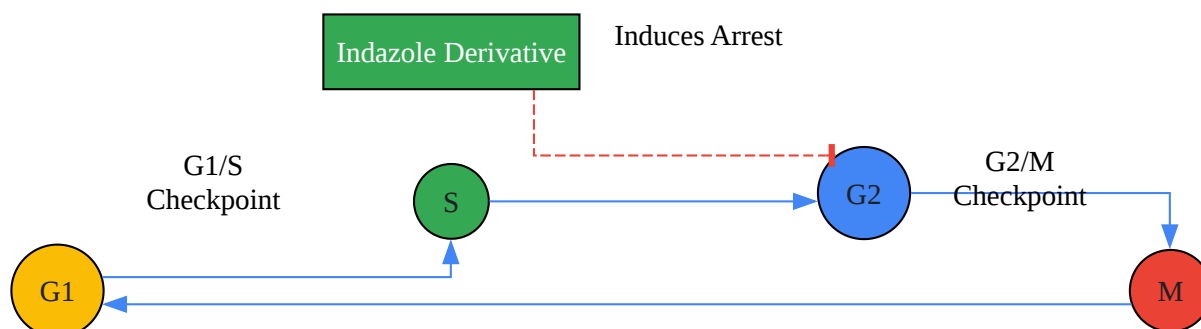 Indazole Derivative
Induces Arrest
G1/S
Checkpoint
S
G2
G2/M
Checkpoint
G1
M